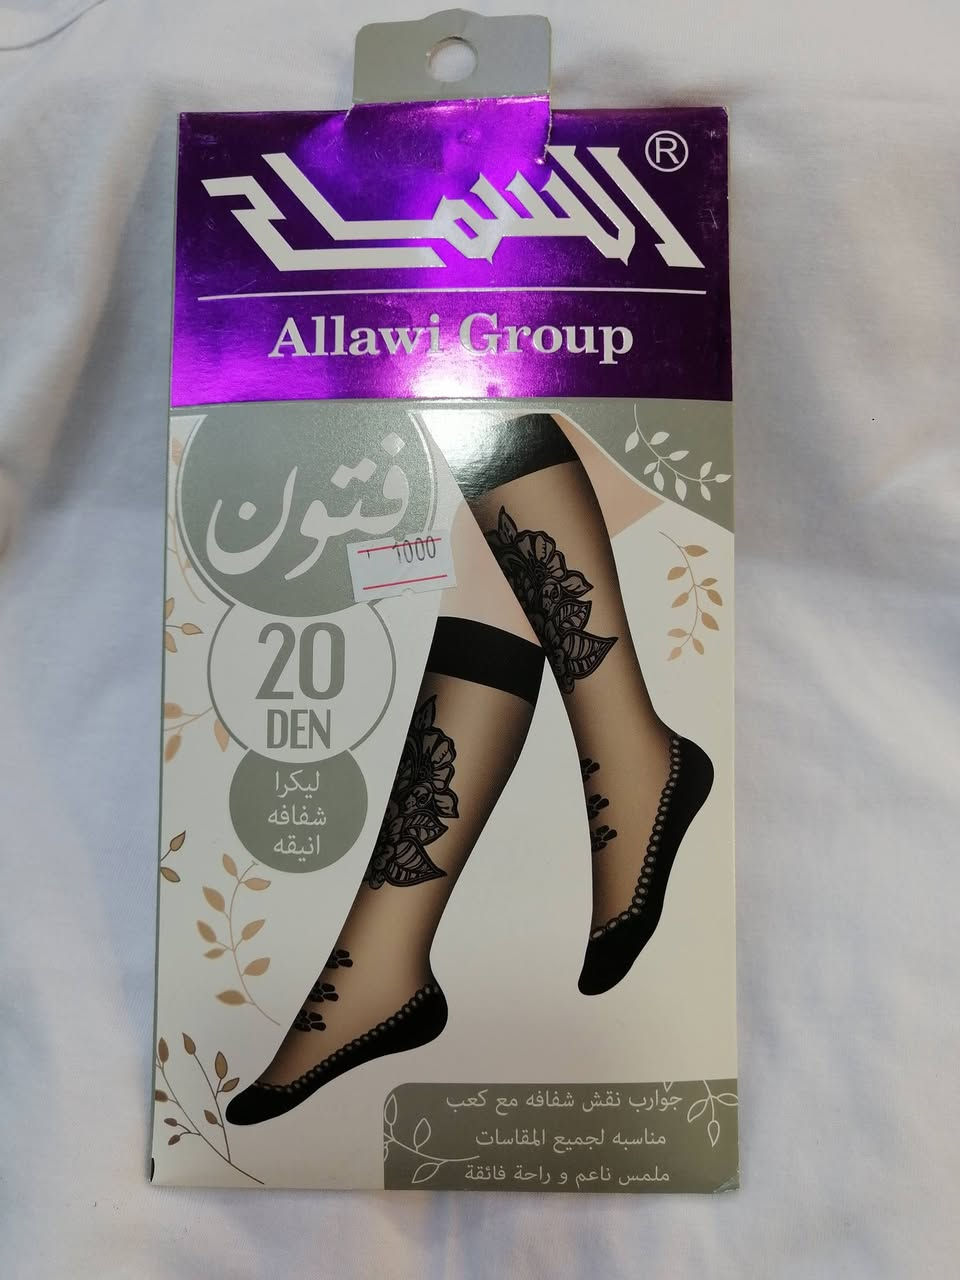 السماح ®
Allawi Group
فتون
1000
20
DEN
ليكرا
شفافه
انيقه
جوارب نقش شفافه مع كعب
مناسبه لجميع المقاسات
ملمس ناعم و راحة فائقة